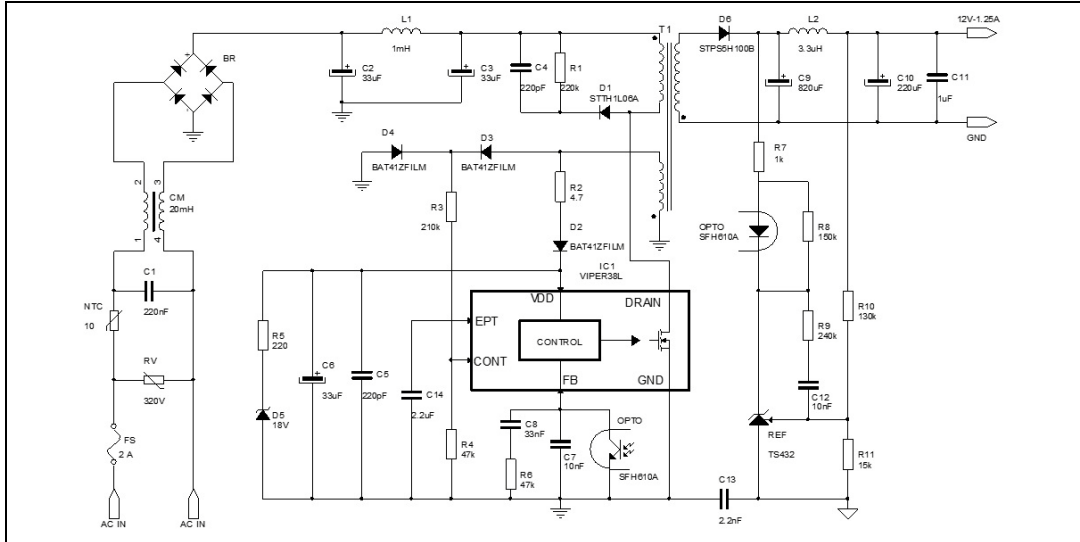 L1
1mH
T1
D6
STPS5H100B
L2
3.3uH
12V-1.25A
BR
C2
33uF
C3
33uF
C4
220pF
R1
220k
D1
STTH1L06A
C9
820uF
C10
220uF
C11
1uF
GND
D4
BAT41ZFILM
D3
BAT41ZFILM
R7
1k
2
3
CM
20mH
1
4
R3
210k
R2
4.7
D2
BAT41ZFILM
OPTO
SFH610A
R8
150k
IC1
VIPER38L
C1
220nF
NTC
10
VDD
DRAIN
EPT
CONTROL
CONT
GND
FB
R10
130k
R5
220
R9
240k
RV
320V
C6
33uF
C5
220pF
C14
2.2uF
C12
10nF
D5
18V
C8
33nF
OPTO
REF
TS432
FS
2 A
R4
47k
C7
10nF
R6
47k
SFH610A
R11
15k
C13
2.2nF
AC IN
AC IN